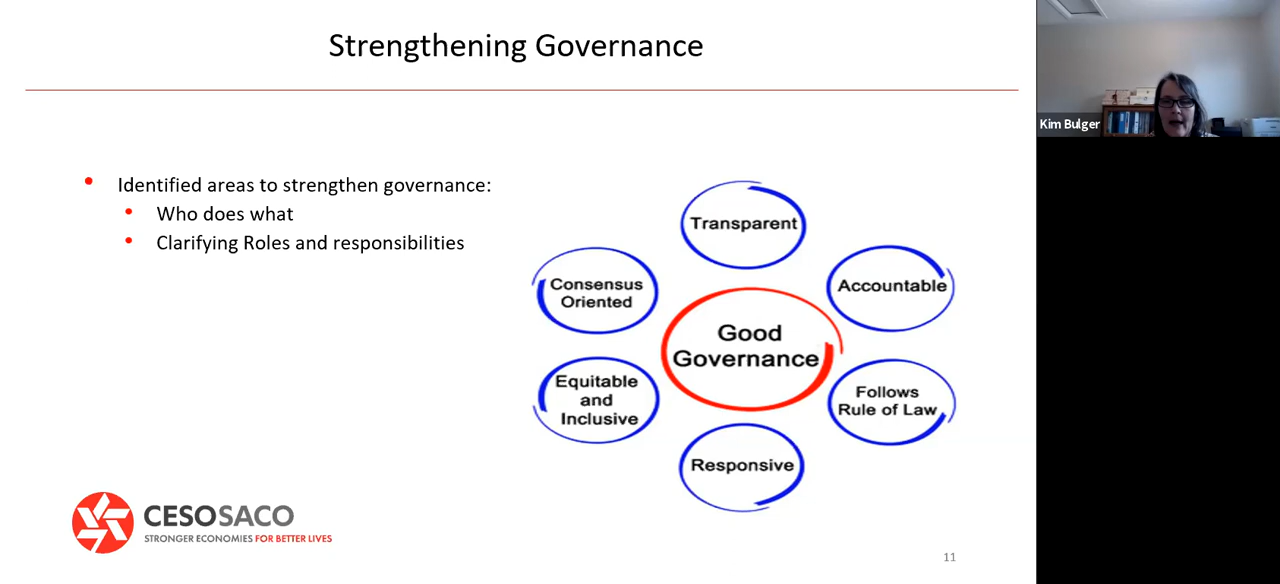 Strengthening Governance
Kim Bulger
Identified areas to strengthen governance:
Who does what
Clarifying Roles and responsibilities
Transparent
Consensus
Oriented
Accountable
Good
Governance
Equitable
and
Inclusive
Follows
Rule of Law
Responsive
CESOSACO
STRONGER ECONOMIES FOR BETTER LIVES
11